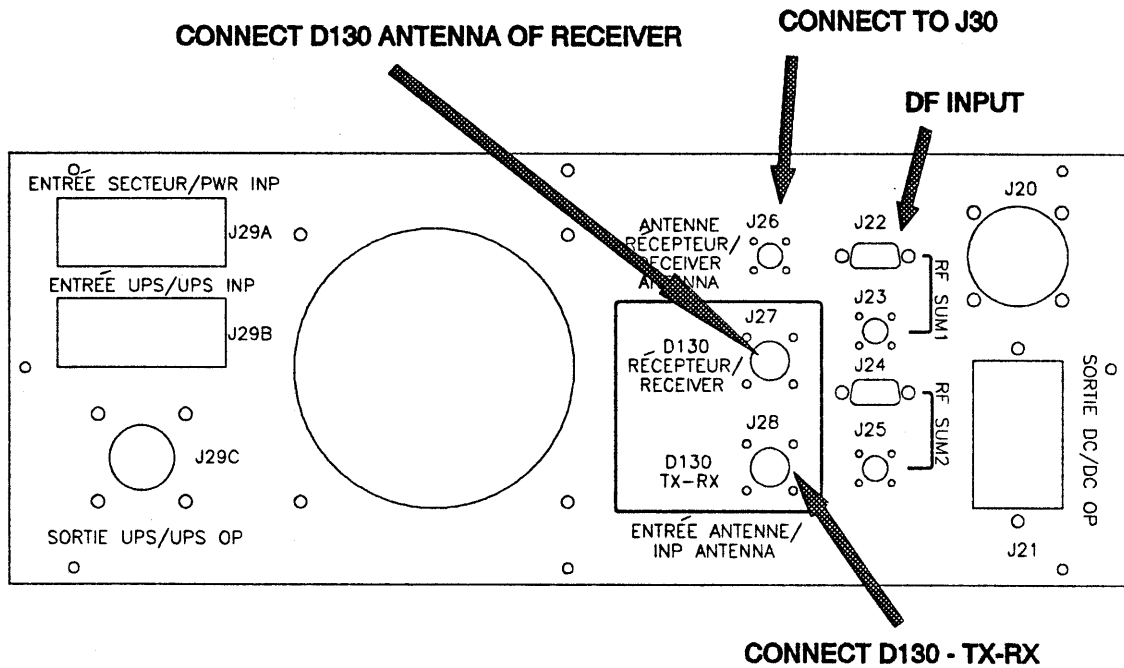 CONNECT D130 ANTENNA OF RECEIVER
CONNECT TO J30
DF INPUT
ENTRÉE SECTEUR/PWR INP
J29A
ENTRÉE UPS/UPS INP
J29B
J29C
SORTIE UPS/UPS OP
ANTENNE
RÉCEPTEUR/
RECEIVER
ANTENNA
J26
J27
D130
RÉCEPTEUR/
RECEIVER
J28
D130
TX-RX
ENTRÉE ANTENNE/
INP ANTENNA
J22
J23
RF SUM1
J24
J25
RF SUM2
J20
SORTIE DC/DC OP
J21
CONNECT D130 - TX-RX